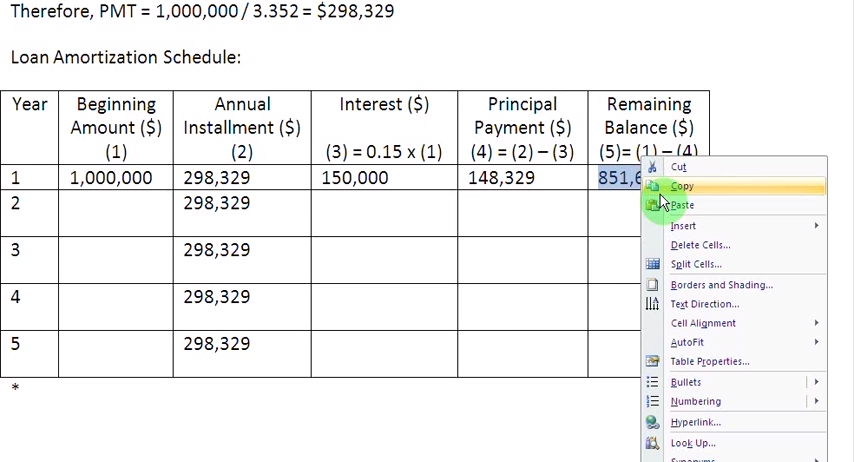 Therefore, PMT = 1,000,000 / 3.352 = $298,329
Loan Amortization Schedule:
Year Beginning Annual Interest ($) Principal Remaining
Amount ($) Installment ($) Payment ($) Balance ($)
(1) (2) (3) = 0.15 x (1) (4) = (2) – (3) (5)= (1) – (4)
1 1,000,000 298,329 150,000 148,329
2 298,329
3 298,329
4 298,329
5 298,329
*
Cut
Copy
Paste
Insert
Delete Cells...
Split Cells...
Borders and Shading...
Text Direction...
Cell Alignment
AutoFit
Table Properties...
Bullets
Numbering
Hyperlink...
Look Up...